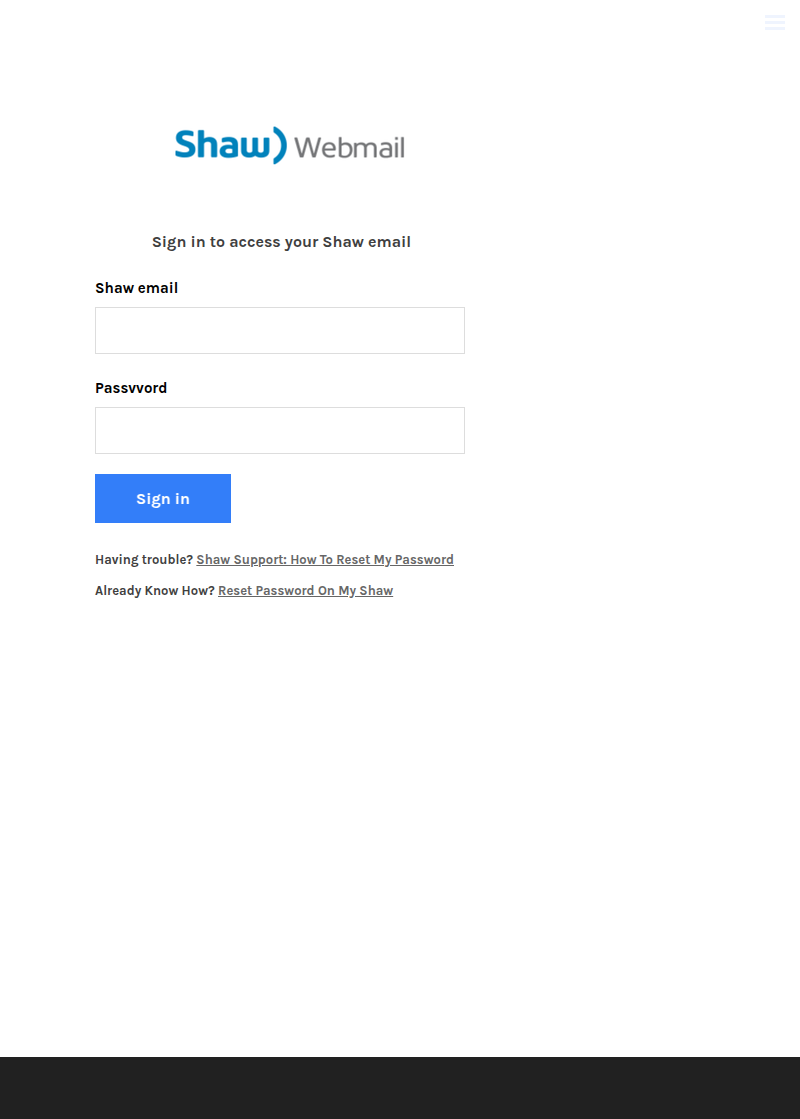 Shaw) Webmail
Sign in to access your Shaw email
Shaw email
Passvvord
Sign in
Having trouble? Shaw Support: How To Reset My Password
Already Know How? Reset Password On My Shaw